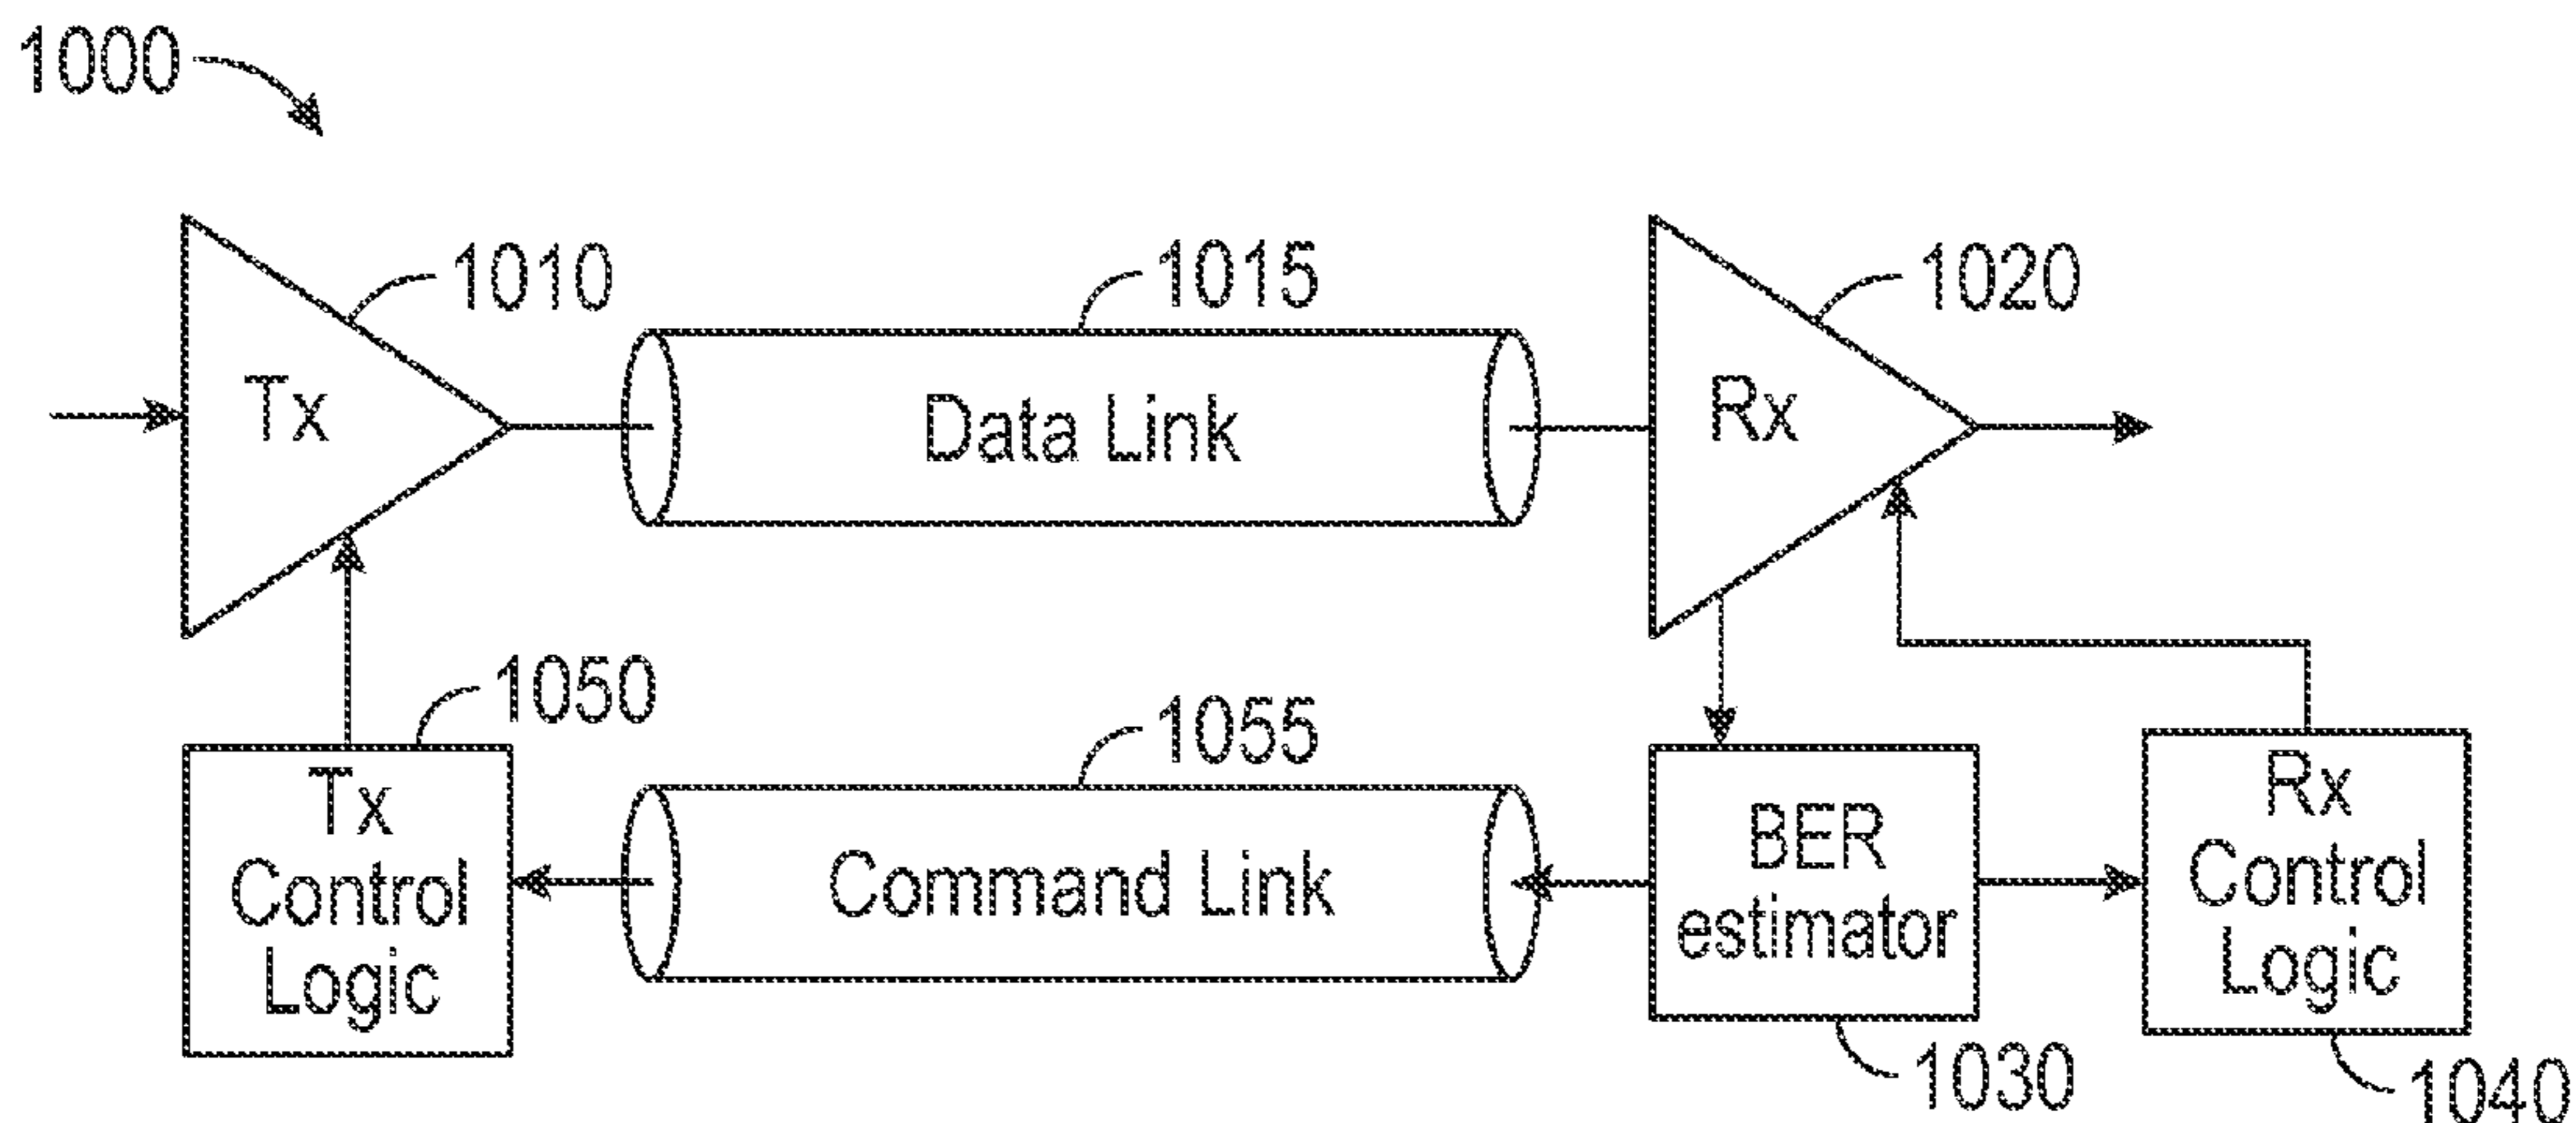 1000
1010
1015
1020
Tx
Data Link
Rx
1050
1055
Tx
Control
Logic
Command Link
BER
estimator
Rx
Control
Logic
1030
1040